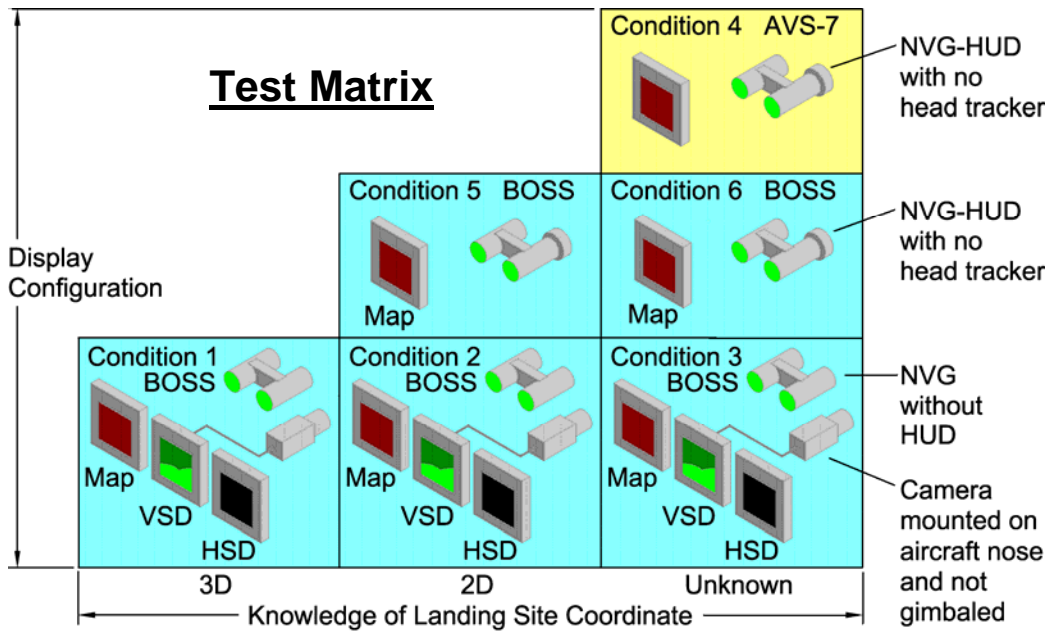 Test Matrix
Condition 4 AVS-7
NVG-HUD
with no
head tracker
Condition 5 BOSS
Map
Condition 6 BOSS
Map
NVG-HUD
with no
head tracker
Display
Configuration
Condition 1
BOSS
Map
VSD
HSD
Condition 2
BOSS
Map
VSD
HSD
Condition 3
BOSS
Map
VSD
HSD
NVG
without
HUD
Camera
mounted on
aircraft nose
and not
gimbaled
3D
2D
Unknown
Knowledge of Landing Site Coordinate